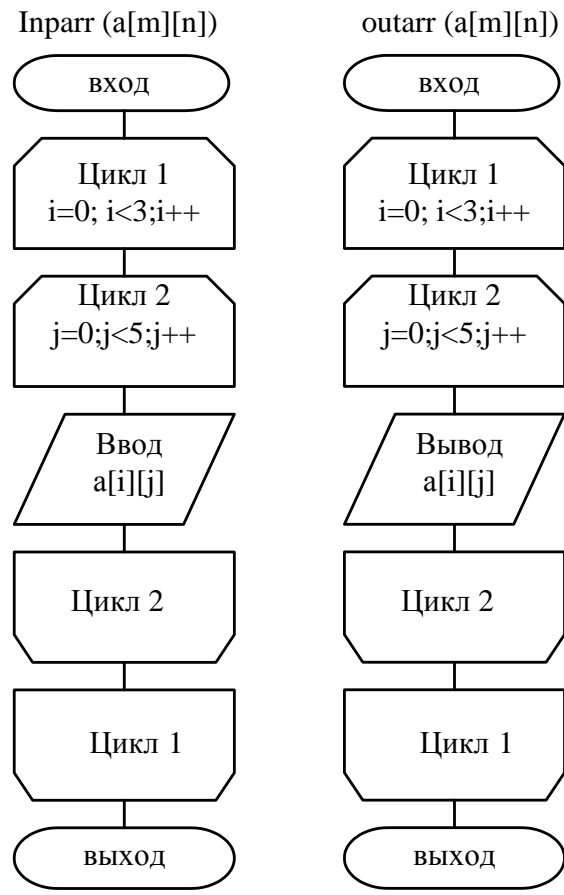 Inparr (a[m][n])
вход
Цикл 1
i=0; i<3;i++
Цикл 2
j=0;j<5;j++
Ввод
a[i][j]
Цикл 2
Цикл 1
выход
outarr (a[m][n])
вход
Цикл 1
i=0; i<3;i++
Цикл 2
j=0;j<5;j++
Вывод
a[i][j]
Цикл 2
Цикл 1
выход